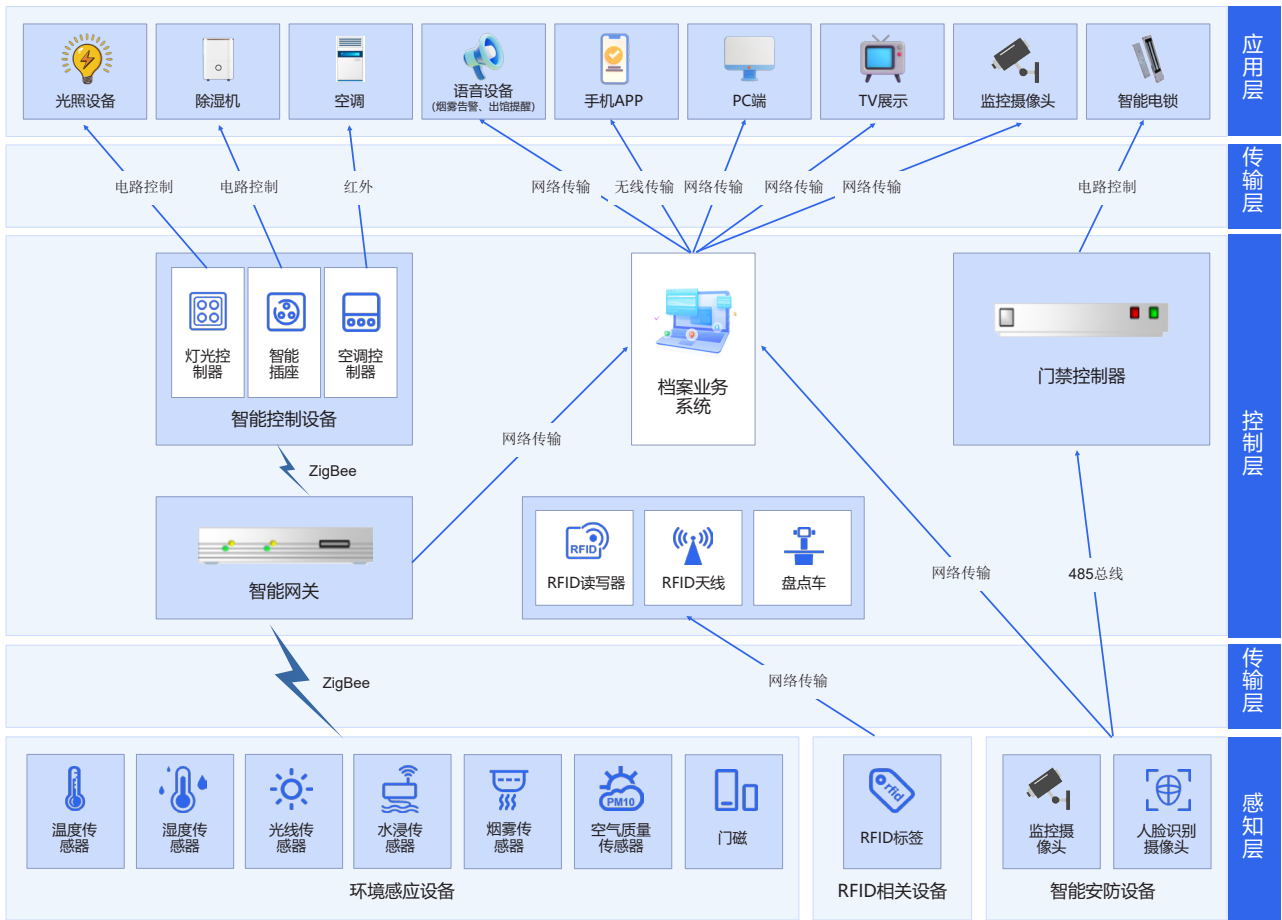 光照设备
除湿机
空调
语音设备
(烟雾告警、出馆提醒)
手机APP
PC端
TV展示
监控摄像头
智能电锁
应用层
电路控制
电路控制
红外
网络传输
无线传输
网络传输
网络传输
网络传输
电路控制
传输层
灯光控
制器
智能
插座
空调控
制器
智能控制设备
档案业务
系统
门禁控制器
控制层
网络传输
ZigBee
智能网关
RFID
RFID读写器
RFID天线
盘点车
网络传输
485总线
ZigBee
网络传输
传输层
温度传
感器
湿度传
感器
光线传
感器
水浸传
感器
烟雾传
感器
PM10
空气质量
传感器
门磁
环境感应设备
rfid
RFID标签
RFID相关设备
监控摄
像头
人脸识别
摄像头
智能安防设备
感知层